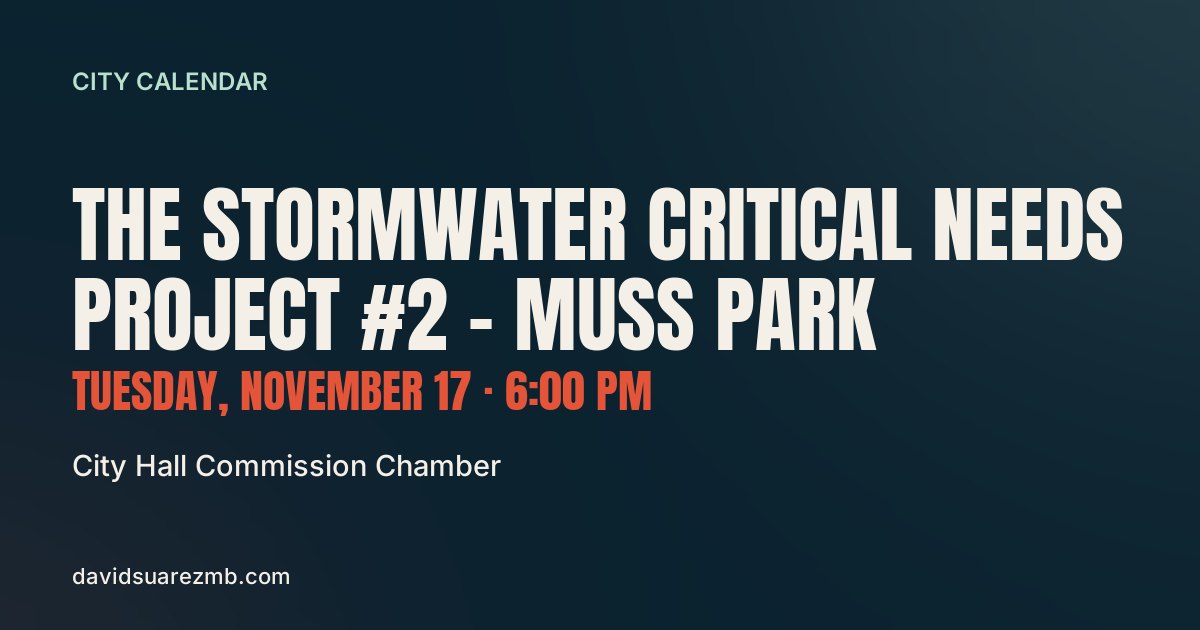 CITY CALENDAR
THE STORMWATER CRITICAL NEEDS
PROJECT #2 - MUSS PARK
TUESDAY, NOVEMBER 17 · 6:00 PM
City Hall Commission Chamber
davidsuarezmb.com